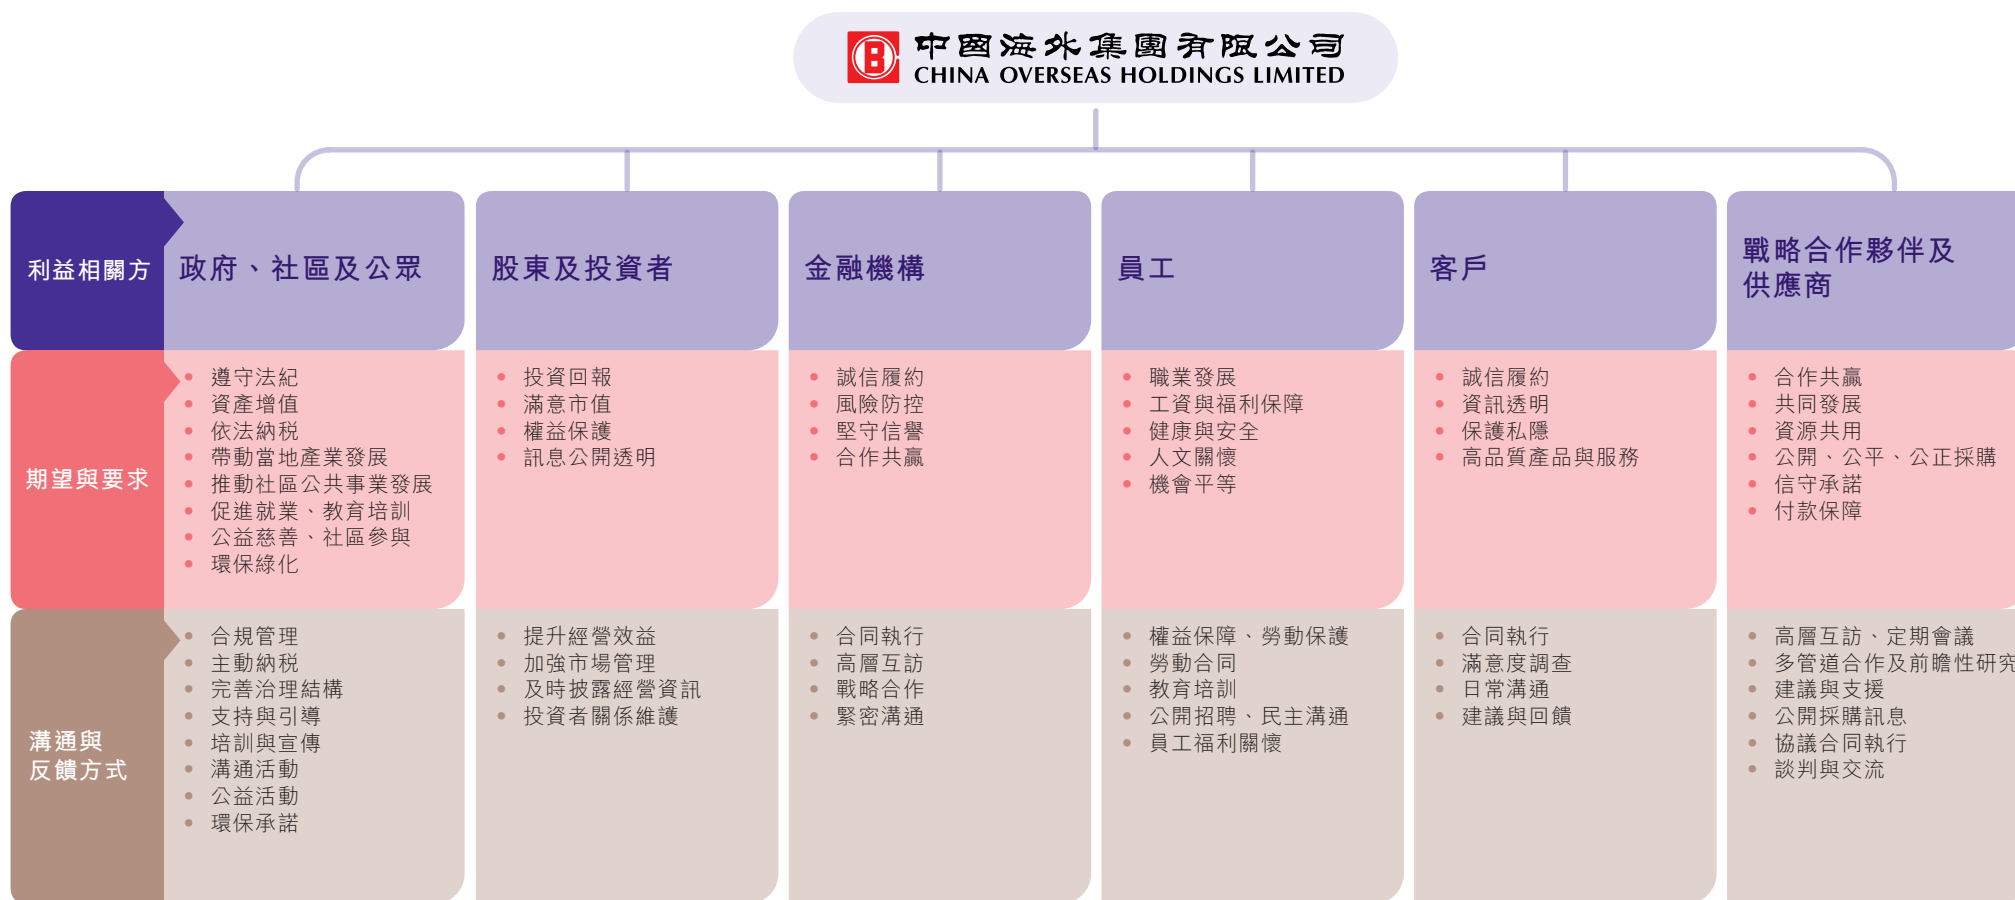 中國海外集團有限公司
CHINA OVERSEAS HOLDINGS LIMITED
利益相關方
政府、社區及公眾
股東及投資者
金融機構
員工
客戶
戰略合作夥伴及
供應商
期望與要求
遵守法紀
資產增值
依法納稅
帶動當地產業發展
推動社區公共事業發展
促進就業、教育培訓
公益慈善、社區參與
環保綠化
投資回報
滿意市值
權益保護
訊息公開透明
誠信履約
風險防控
堅守信譽
合作共贏
職業發展
工資與福利保障
健康與安全
人文關懷
機會平等
誠信履約
資訊透明
保護私隱
高品質產品與服務
合作共贏
共同發展
資源共用
公開、公平、公正採購
信守承諾
付款保障
溝通與
反饋方式
合規管理
主動納稅
完善治理結構
支持與引導
培訓與宣傳
溝通活動
公益活動
環保承諾
提升經營效益
加強市場管理
及時披露經營資訊
投資者關係維護
合同執行
高層互訪
戰略合作
緊密溝通
權益保障、勞動保護
勞動合同
教育培訓
公開招聘、民主溝通
員工福利關懷
合同執行
滿意度調查
日常溝通
建議與回饋
高層互訪、定期會議
多管道合作及前瞻性研究
建議與支援
公開採購訊息
協議合同執行
談判與交流